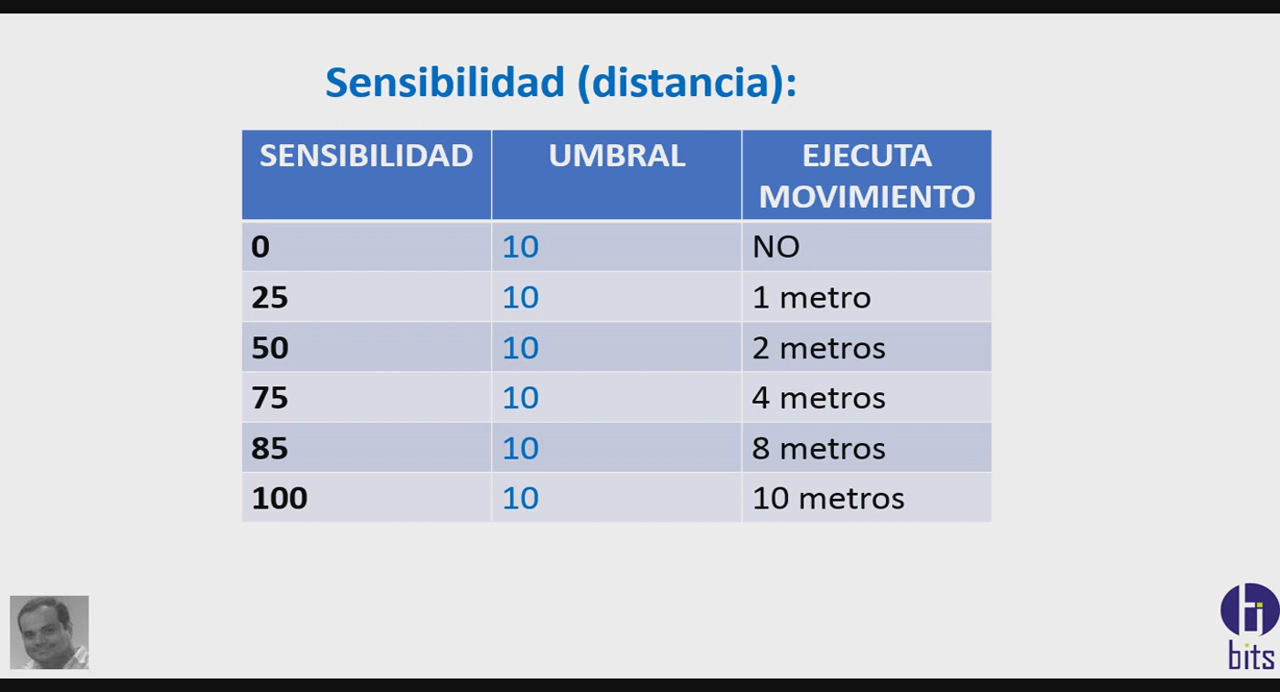 Sensibilidad (distancia):
SENSIBILIDAD UMBRAL EJECUTA MOVIMIENTO
0 10 NO
25 10 1 metro
50 10 2 metros
75 10 4 metros
85 10 8 metros
100 10 10 metros
bits